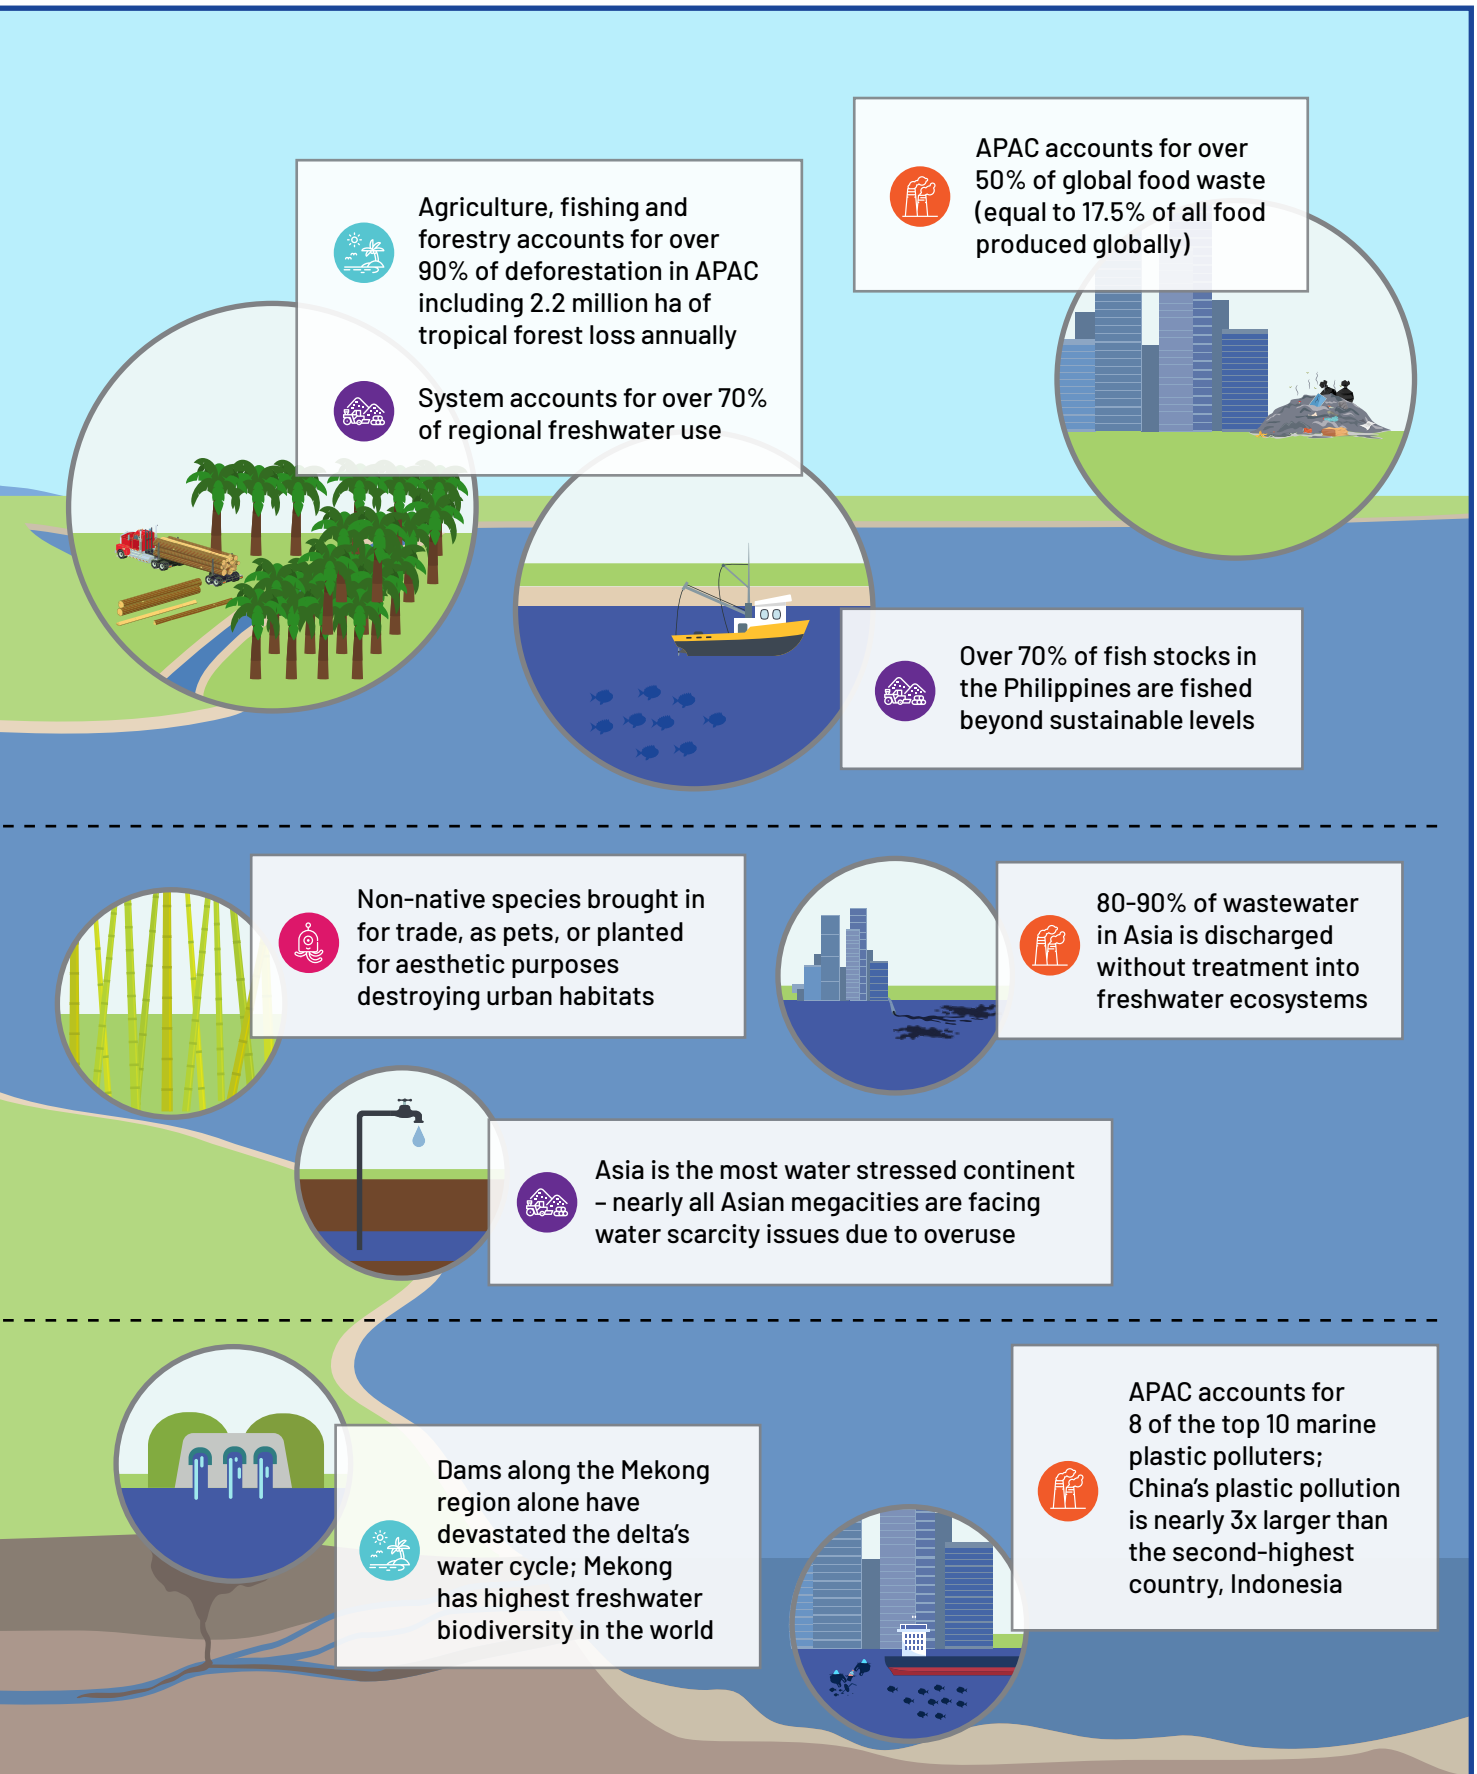 APAC accounts for over
50% of global food waste
(equal to 17.5% of all food
produced globally)
Agriculture, fishing and
forestry accounts for over
90% of deforestation in APAC
including 2.2 million ha of
tropical forest loss annually
System accounts for over 70%
of regional freshwater use
Over 70% of fish stocks in
the Philippines are fished
beyond sustainable levels
Non-native species brought in
for trade, as pets, or planted
for aesthetic purposes
destroying urban habitats
80-90% of wastewater
in Asia is discharged
without treatment into
freshwater ecosystems
Asia is the most water stressed continent
– nearly all Asian megacities are facing
water scarcity issues due to overuse
Dams along the Mekong
region alone have
devastated the delta’s
water cycle; Mekong
has highest freshwater
biodiversity in the world
APAC accounts for
8 of the top 10 marine
plastic polluters;
China’s plastic pollution
is nearly 3x larger than
the second-highest
country, Indonesia